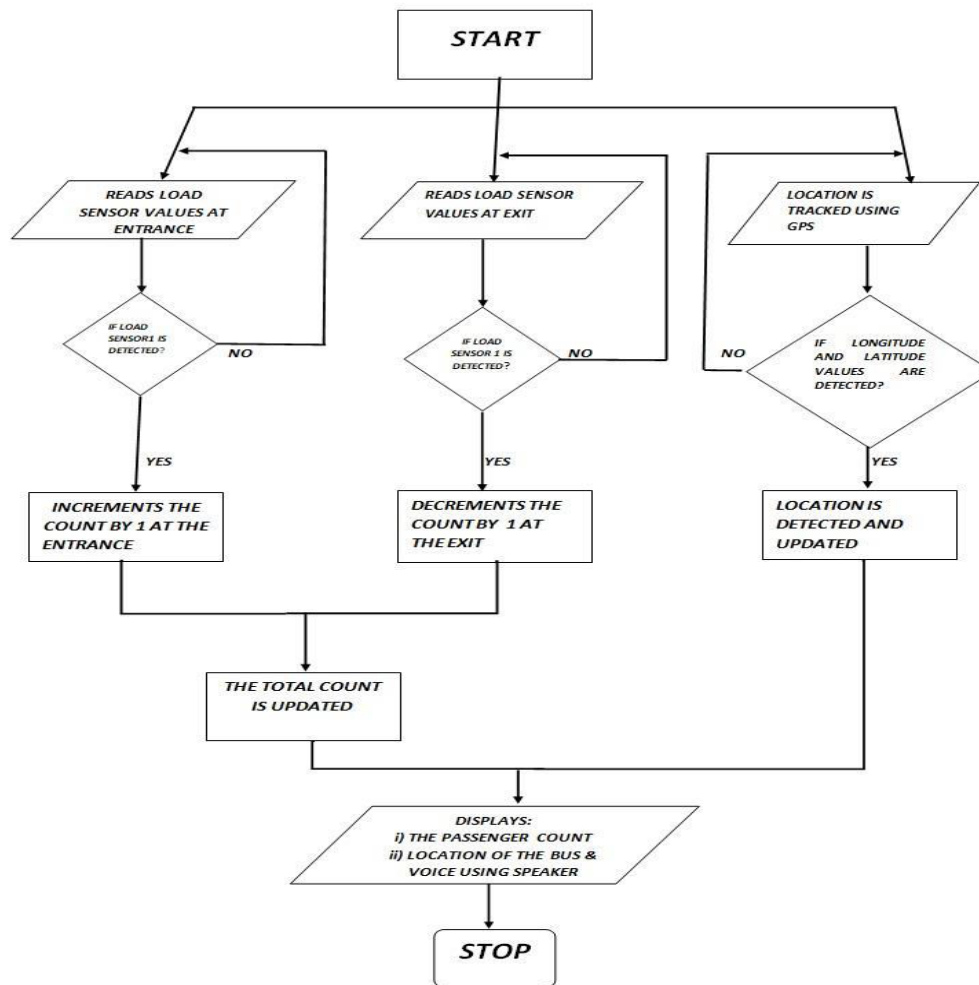 START
READS LOAD
SENSOR VALUES AT
ENTRANCE
READS LOAD SENSOR
VALUES AT EXIT
LOCATION IS
TRACKED USING
GPS
IF LOAD
SENSOR1 IS
DETECTED?
NO
IF LOAD
SENSOR 1 IS
DETECTED?
NO
NO
IF LONGITUDE
AND LATITUDE
VALUES ARE
DETECTED?
YES
YES
YES
INCREMENTS THE
COUNT BY 1 AT THE
ENTRANCE
DECREMENTS THE
COUNT BY 1 AT
THE EXIT
LOCATION IS
DETECTED AND
UPDATED
THE TOTAL COUNT
IS UPDATED
DISPLAYS:
i) THE PASSENGER COUNT
ii) LOCATION OF THE BUS &
VOICE USING SPEAKER
STOP